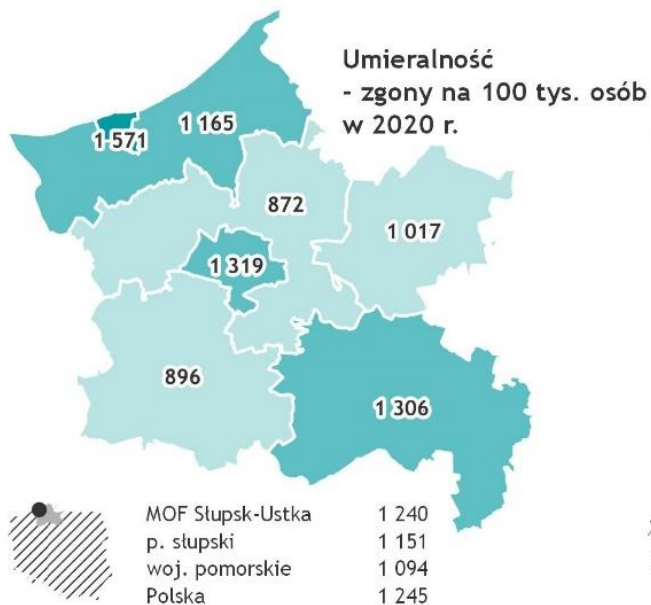 Umieralność
- zgony na 100 tys. osób
w 2020 r.
1 165
1 571
872
1 017
1 319
896
1 306
MOF Słupsk-Ustka 1 240
p. słupski 1 151
woj. pomorskie 1 094
Polska 1 245